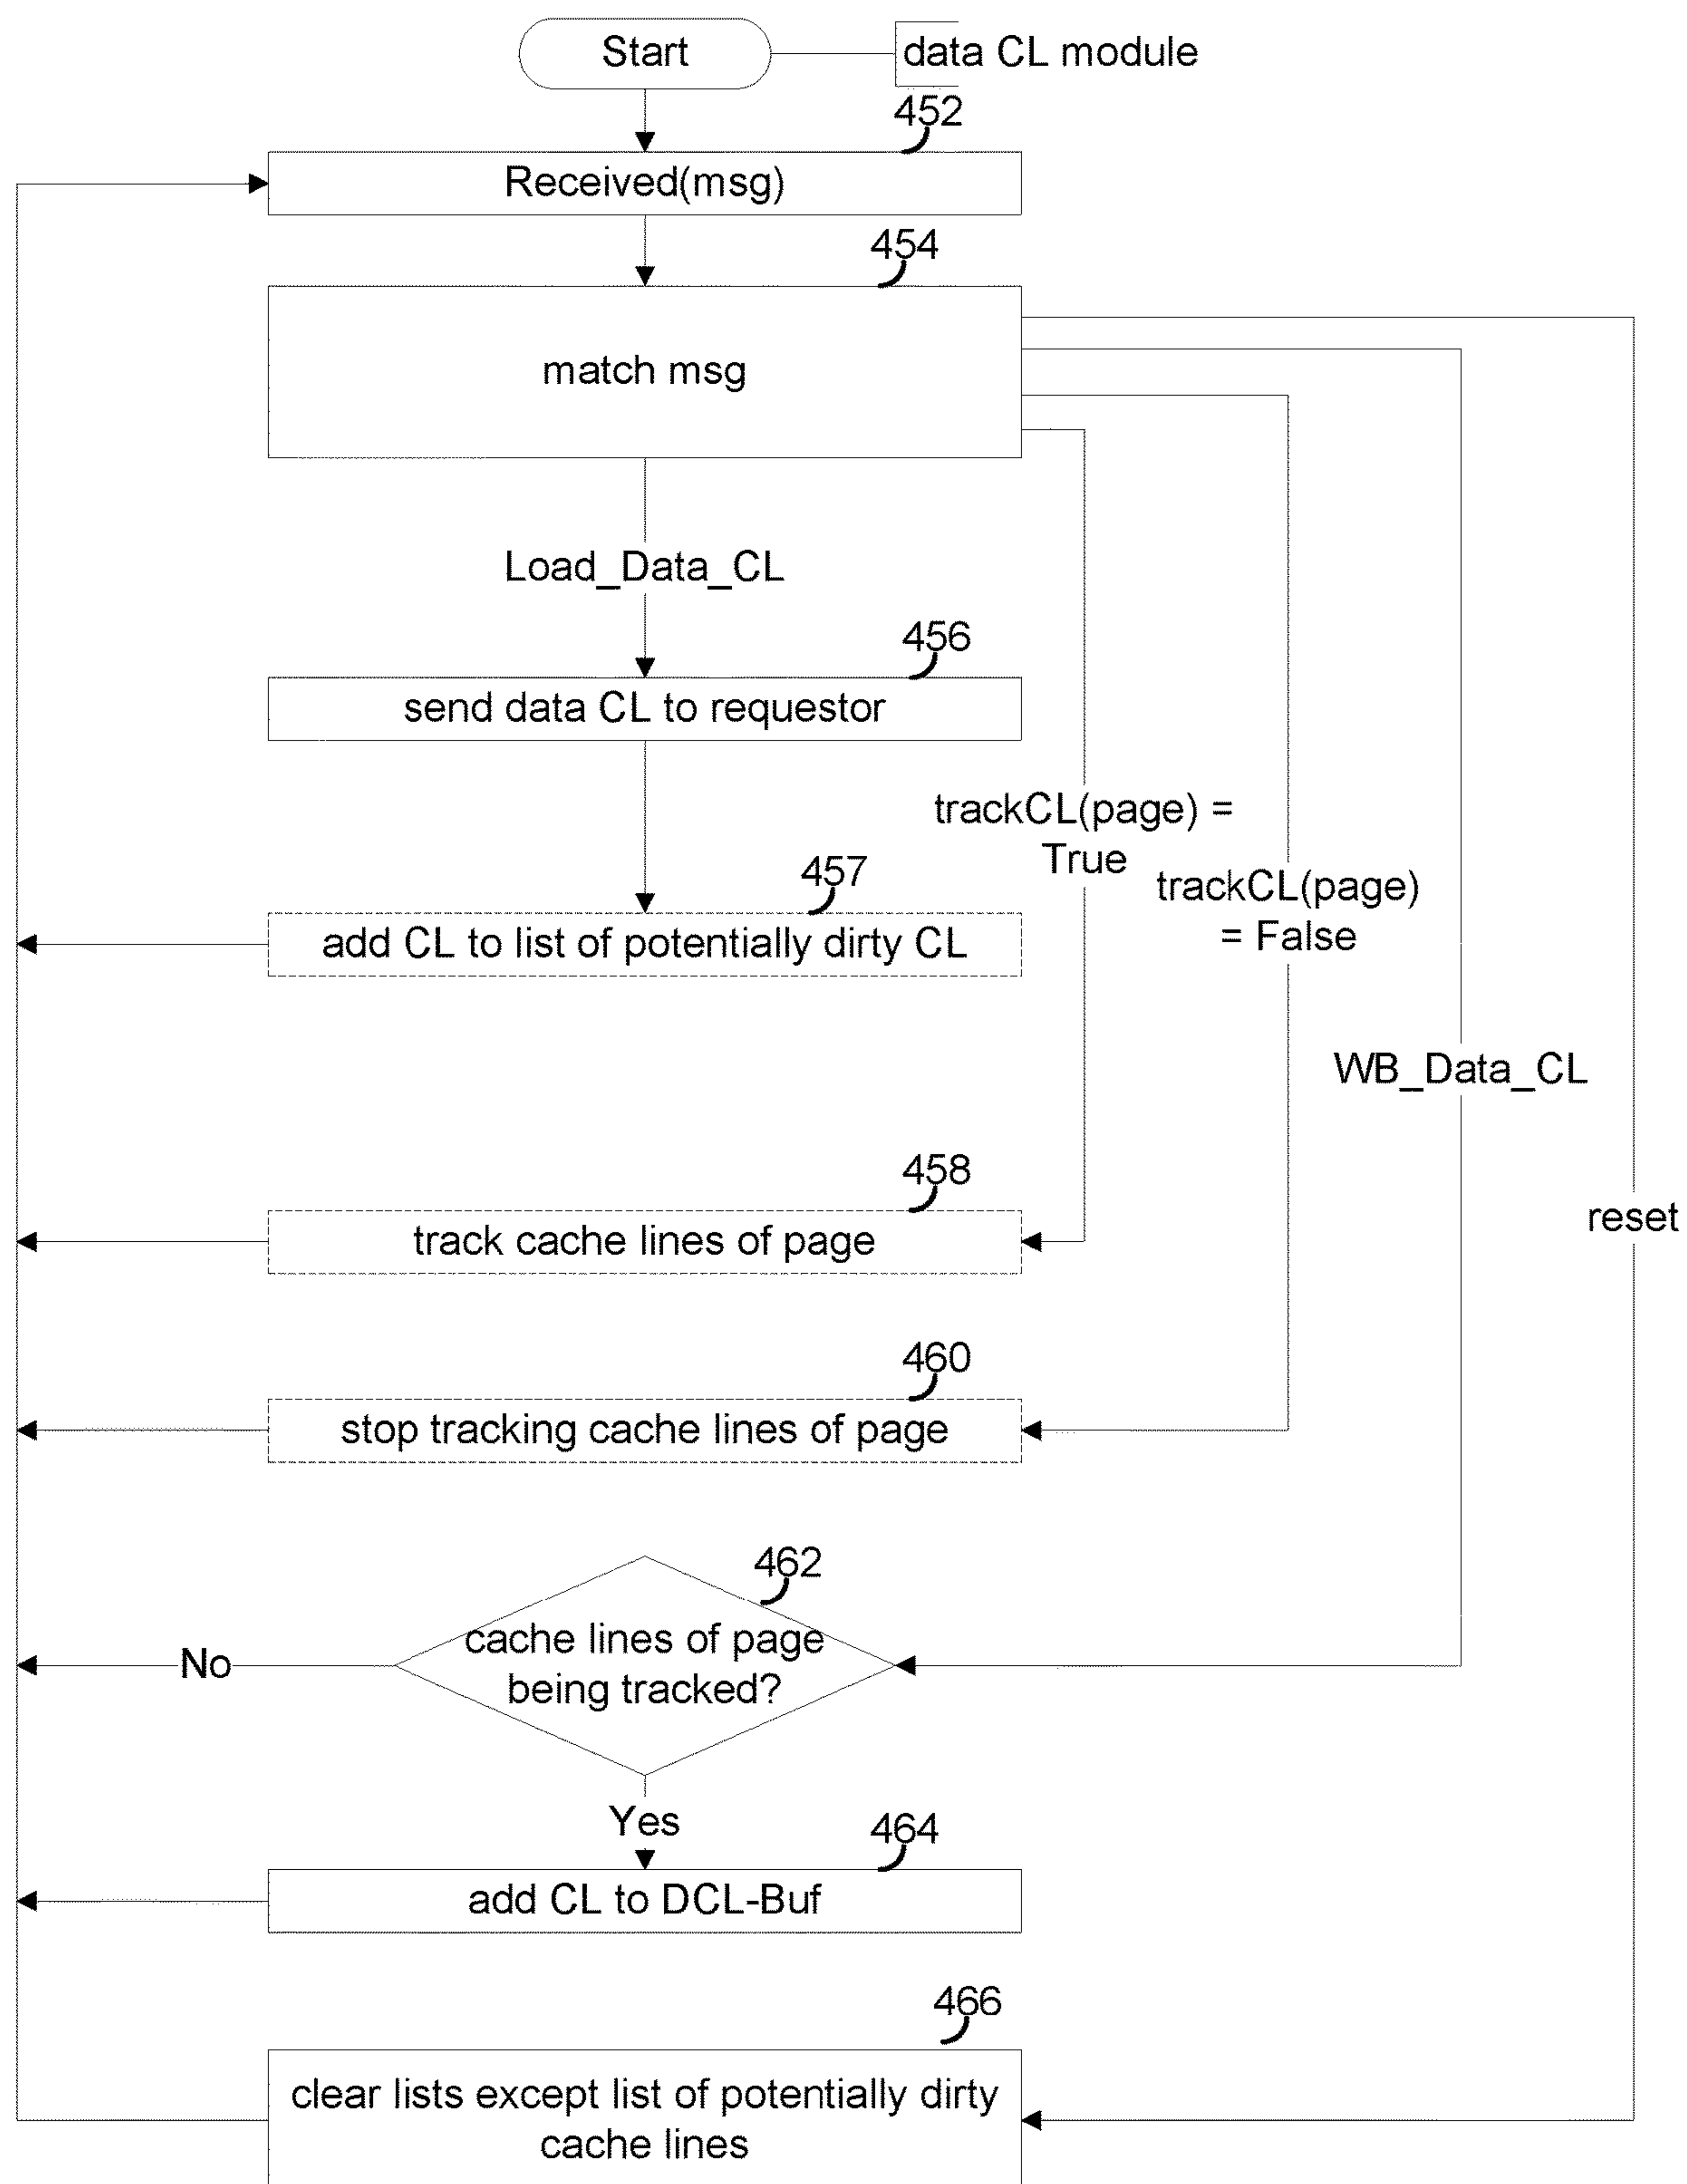 Start
data CL module
452
Received(msg)
454
match msg
Load_Data_CL
456
send data CL to requestor
trackCL(page) =
True
457
trackCL(page)
= False
add CL to list of potentially dirty CL
WB_Data_CL
458
reset
track cache lines of page
460
stop tracking cache lines of page
462
cache lines of page
being tracked?
No
Yes
464
add CL to DCL-Buf
466
clear lists except list of potentially dirty
cache lines